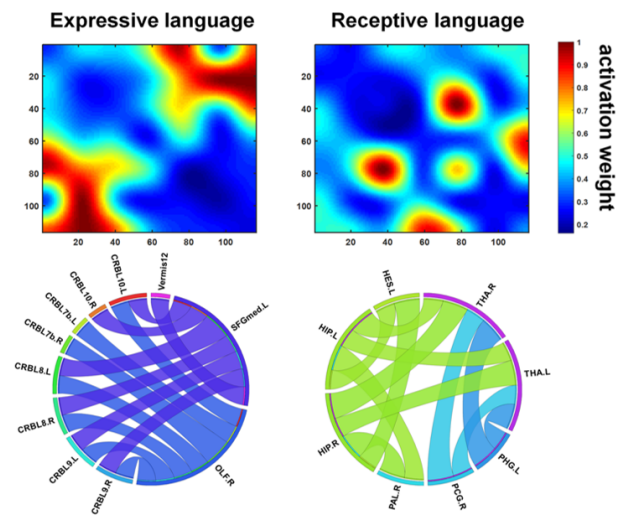 Expressive language
Receptive language
20
40
60
80
100
20 40 60 80 100
20
40
60
80
100
20 40 60 80 100
1
0.9
0.8
0.7
0.6
0.5
0.4
0.3
0.2
activation weight
CRBL7b.R
CRBL7b.L
CRBL10.R
CRBL10.L
Vermis12
SFGmed.L
OLF.R
CRBL9.R
CRBL9.L
CRBL8.R
CRBL8.L
HIP.L
HES.L
THA.R
THA.L
PHG.L
PCG.R
PAL.R
HIP.R